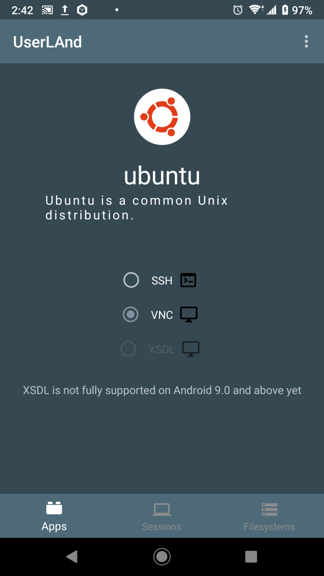 2:42
97%
UserLAnd
ubuntu
Ubuntu is a common Unix
distribution.
SSH
VNC
XSDL
XSDL is not fully supported on Android 9.0 and above yet
Apps
Sessions
Filesystems